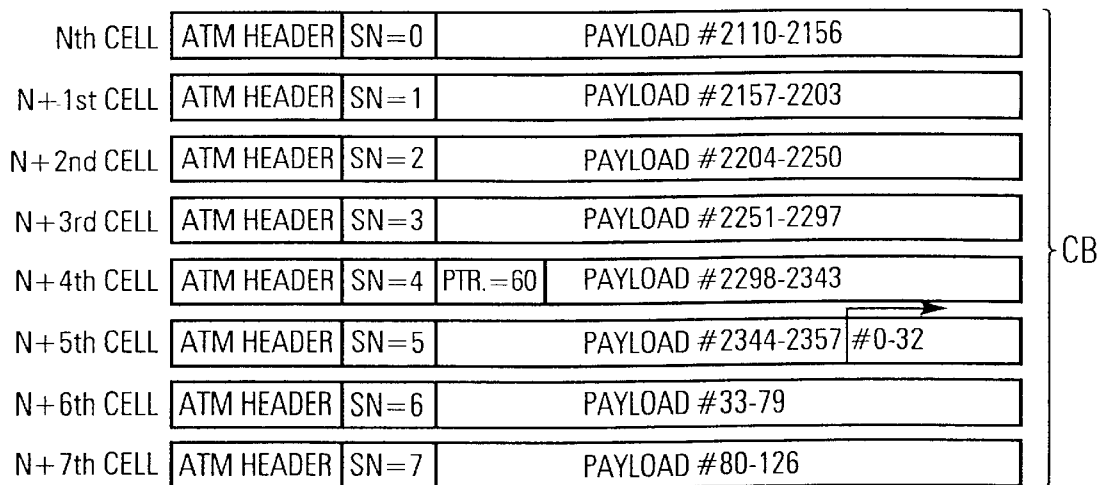 Nth CELL ATM HEADER SN=0 PAYLOAD #2110-2156
N+1st CELL ATM HEADER SN=1 PAYLOAD #2157-2203
N+2nd CELL ATM HEADER SN=2 PAYLOAD #2204-2250
N+3rd CELL ATM HEADER SN=3 PAYLOAD #2251-2297
N+4th CELL ATM HEADER SN=4 PTR.=60 PAYLOAD #2298-2343
CB
N+5th CELL ATM HEADER SN=5 PAYLOAD #2344-2357 #0-32
N+6th CELL ATM HEADER SN=6 PAYLOAD #33-79
N+7th CELL ATM HEADER SN=7 PAYLOAD #80-126